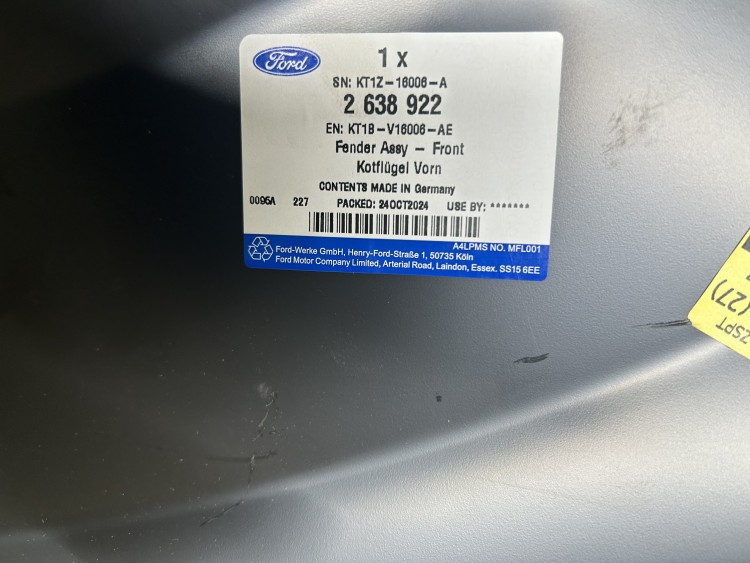 Ford
1 x
SN: KT1Z-16006-A
2 638 922
EN: KT1B-V16006-AE
Fender Assy - Front
Kotflügel Vorn
CONTENTS MADE IN Germany
0095A 227 PACKED: 24OCT2024 USE BY: *******
A4LPMS NO. MFL001
Ford-Werke GmbH, Henry-Ford-Straße 1, 50735 Köln
Ford Motor Company Limited, Arterial Road, Laindon, Essex. SS15 6EE
ZSPT
(27)